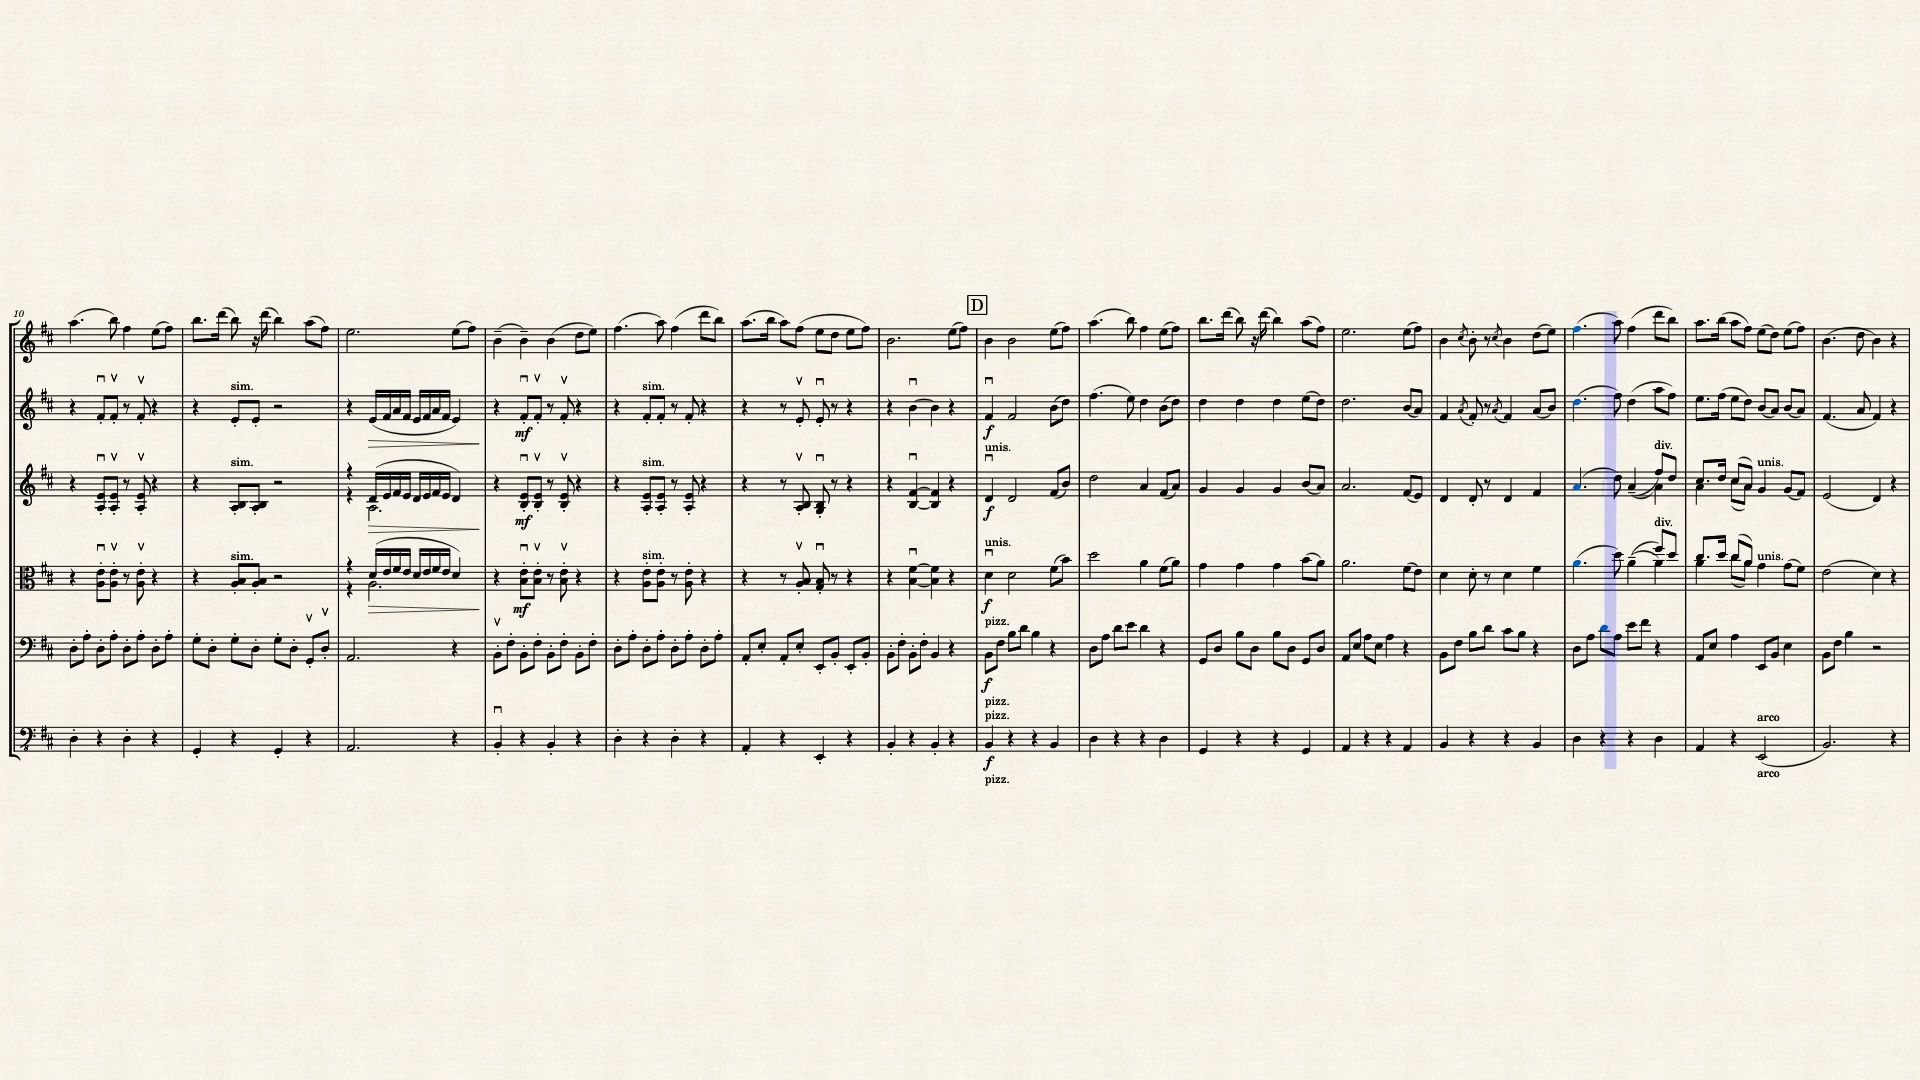 D
10
sim.
sim.
mf
f
unis.
div.
sim.
sim.
unis.
mf
f
div.
unis.
sim.
sim.
unis.
mf
f
pizz.
f
pizz.
pizz.
arco
f
pizz.
arco